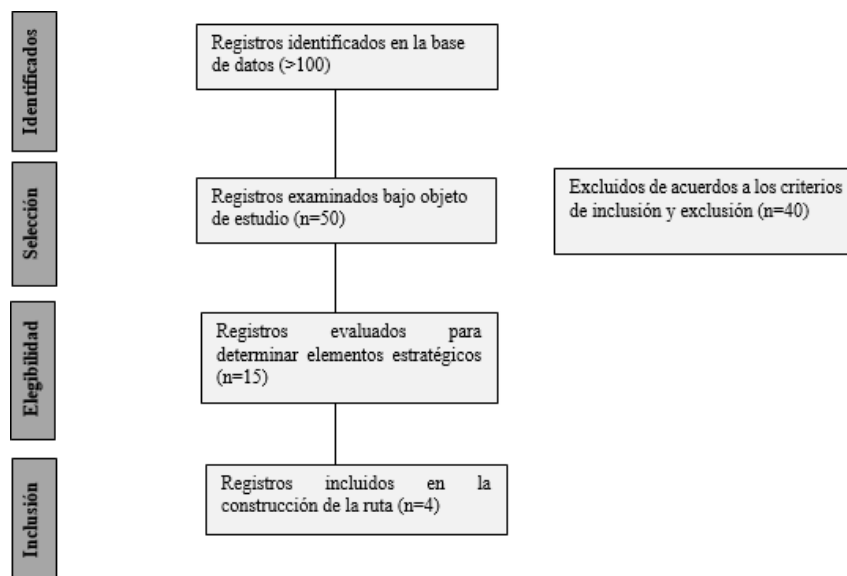 Identificados
Registros identificados en la base
de datos (>100)
Selección
Registros examinados bajo objeto
de estudio (n=50)
Excluidos de acuerdos a los criterios
de inclusión y exclusión (n=40)
Elegibilidad
Registros evaluados para
determinar elementos estratégicos
(n=15)
Inclusión
Registros incluidos en la
construcción de la ruta (n=4)